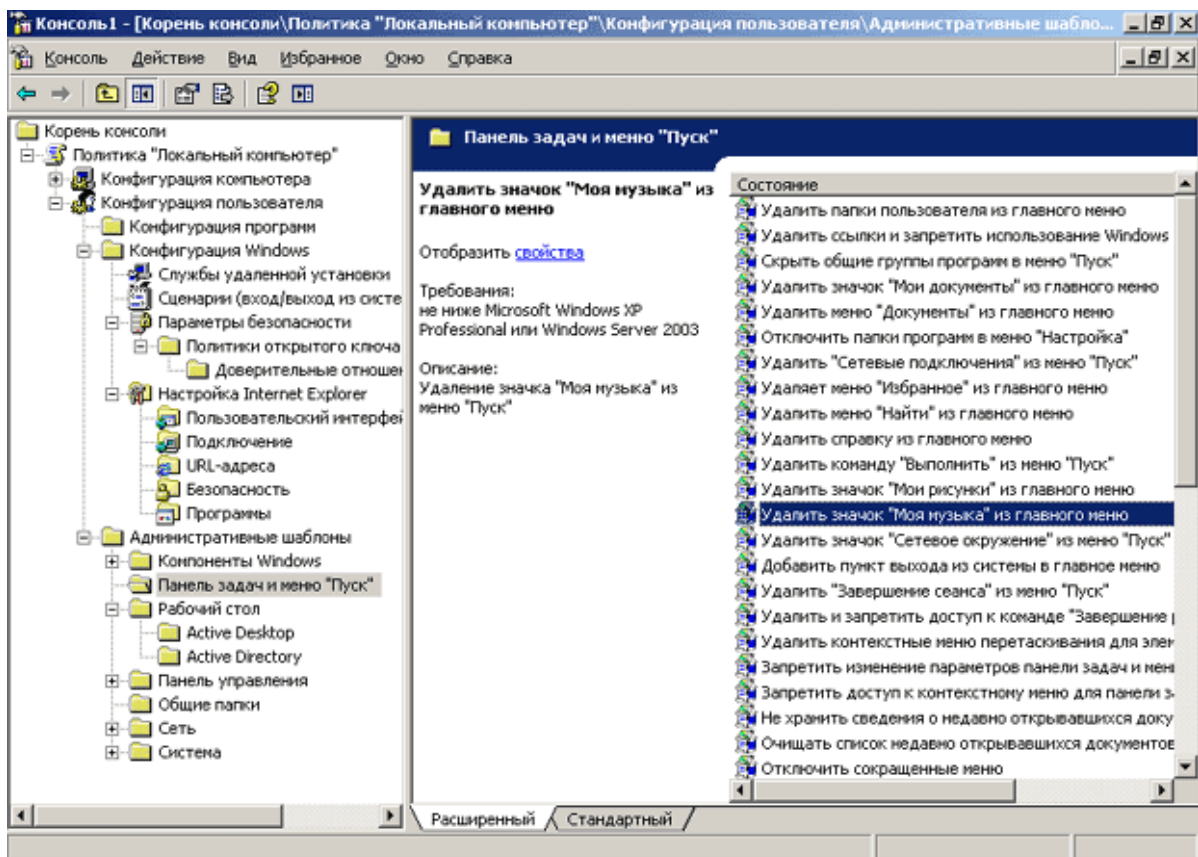 Консоль1 - [Корень консоли\Политика "Локальный компьютер"\Конфигурация пользователя\Административные шабло...
Консоль Действие Вид Избранное Окно Справка
Корень консоли
Политика "Локальный компьютер"
Конфигурация компьютера
Конфигурация пользователя
Конфигурация программ
Конфигурация Windows
Службы удаленной установки
Сценарии (вход/выход из систе
Параметры безопасности
Политики открытого ключа
Доверительные отношен
Настройка Internet Explorer
Пользовательский интерфей
Подключение
URL-адреса
Безопасность
Программы
Административные шаблоны
Компоненты Windows
Панель задач и меню "Пуск"
Рабочий стол
Active Desktop
Active Directory
Панель управления
Общие папки
Сеть
Система
Панель задач и меню "Пуск"
Удалить значок "Моя музыка" из
главного меню
Отобразить свойства
Требования:
не ниже Microsoft Windows XP
Professional или Windows Server 2003
Описание:
Удаление значка "Моя музыка" из
меню "Пуск"
Состояние
Удалить папки пользователя из главного меню
Удалить ссылки и запретить использование Windows
Скрыть общие группы программ в меню "Пуск"
Удалить значок "Мои документы" из главного меню
Удалить меню "Документы" из главного меню
Отключить папки программ в меню "Настройка"
Удалить "Сетевые подключения" из меню "Пуск"
Удаляет меню "Избранное" из главного меню
Удалить меню "Найти" из главного меню
Удалить справку из главного меню
Удалить команду "Выполнить" из меню "Пуск"
Удалить значок "Мои рисунки" из главного меню
Удалить значок "Моя музыка" из главного меню
Удалить значок "Сетевое окружение" из меню "Пуск"
Добавить пункт выхода из системы в главное меню
Удалить "Завершение сеанса" из меню "Пуск"
Удалить и запретить доступ к команде "Завершение р
Удалить контекстные меню перетаскивания для элем
Запретить изменение параметров панели задач и мен
Запретить доступ к контекстному меню для панели з
Не хранить сведения о недавно открывавшихся доку
Очищать список недавно открывавшихся документов
Отключить сокращенные меню
Расширенный Стандартный